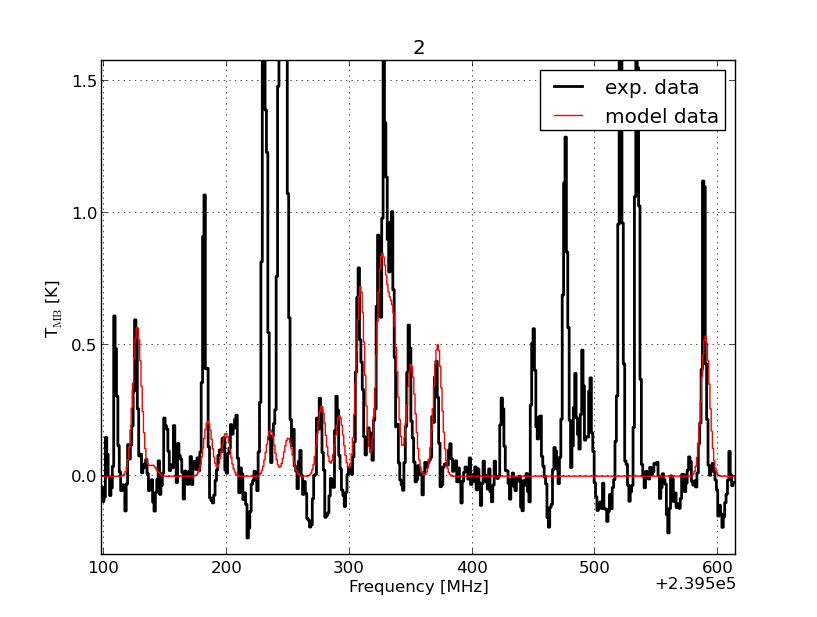 2
exp. data
model data
T_MB [K]
1.5
1.0
0.5
0.0
100 200 300 400 500 600
Frequency [MHz]
+2.395e5